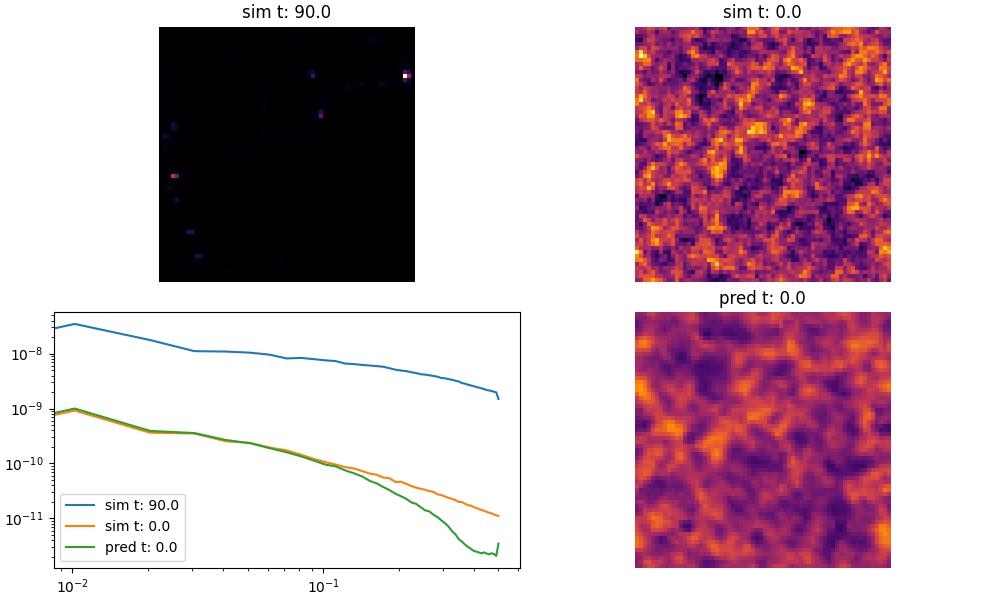 sim t: 90.0
sim t: 0.0
pred t: 0.0
10⁻⁸
10⁻⁹
10⁻¹⁰
10⁻¹¹
sim t: 90.0
sim t: 0.0
pred t: 0.0
10⁻²
10⁻¹